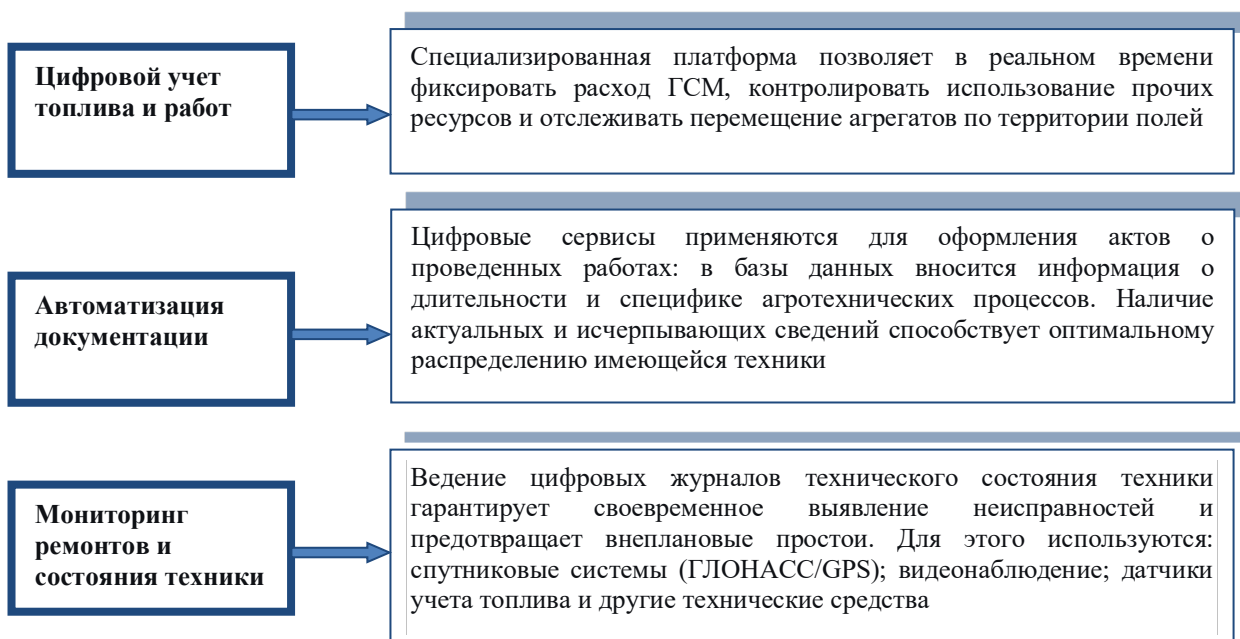 Цифровой учет
топлива и работ
Специализированная платформа позволяет в реальном времени
фиксировать расход ГСМ, контролировать использование прочих
ресурсов и отслеживать перемещение агрегатов по территории полей
Автоматизация
документации
Цифровые сервисы применяются для оформления актов о
проведенных работах: в базы данных вносится информация о
длительности и специфике агротехнических процессов. Наличие
актуальных и исчерпывающих сведений способствует оптимальному
распределению имеющейся техники
Мониторинг
ремонтов и
состояния техники
Ведение цифровых журналов технического состояния техники
гарантирует своевременное выявление неисправностей и
предотвращает внеплановые простои. Для этого используются:
спутниковые системы (ГЛОНАСС/GPS); видеонаблюдение; датчики
учета топлива и другие технические средства